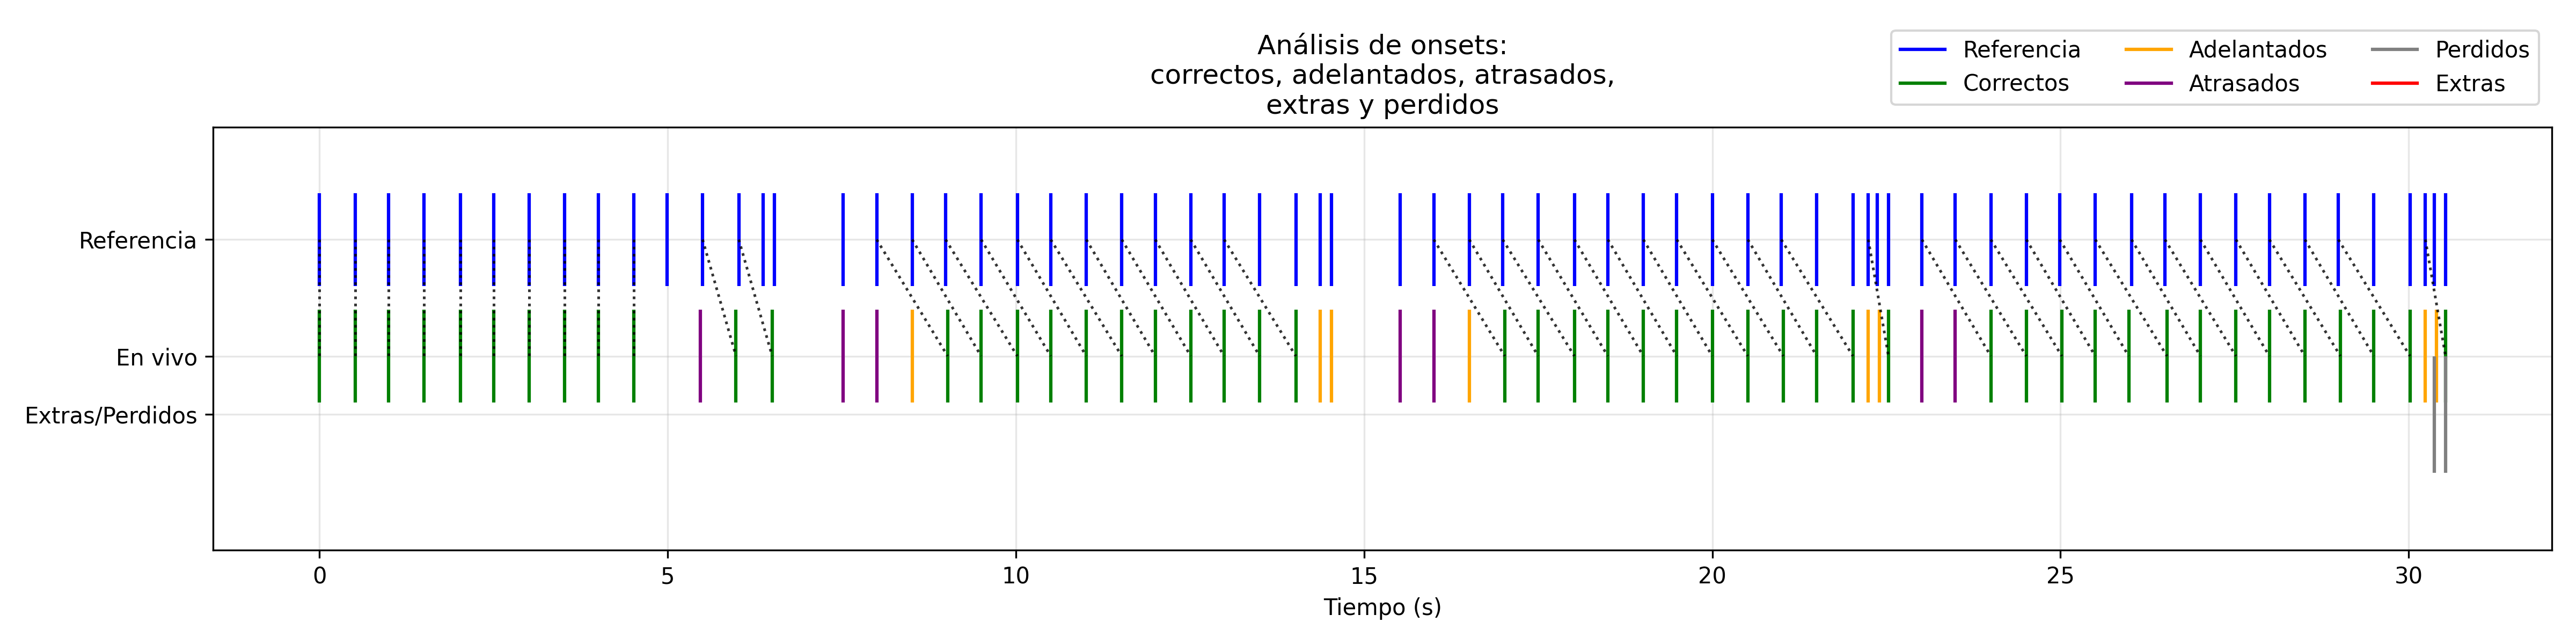 Análisis de onsets:
correctos, adelantados, atrasados,
extras y perdidos
Referencia
Correctos
Adelantados
Atrasados
Perdidos
Extras
Referencia
En vivo
Extras/Perdidos
0 5 10 15 20 25 30
Tiempo (s)